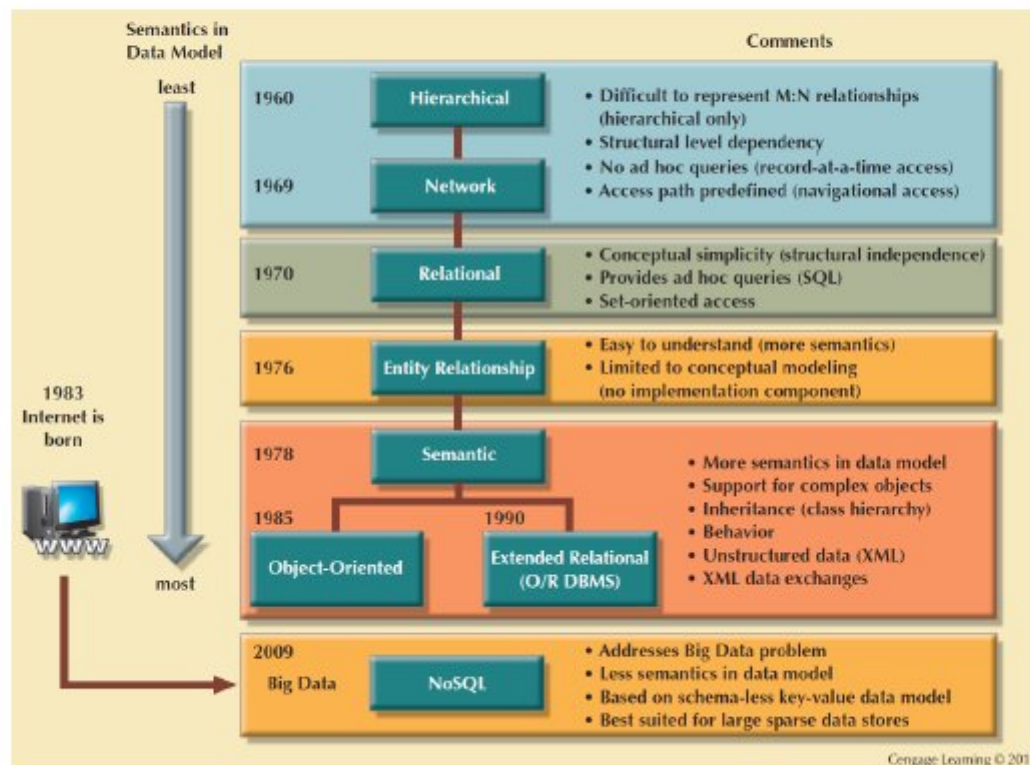 Semantics in
Data Model
Comments
least
1960
Hierarchical
• Difficult to represent M:N relationships
(hierarchical only)
• Structural level dependency
• No ad hoc queries (record-at-a-time access)
• Access path predefined (navigational access)
1969
Network
1970
Relational
• Conceptual simplicity (structural independence)
• Provides ad hoc queries (SQL)
• Set-oriented access
1976
Entity Relationship
• Easy to understand (more semantics)
• Limited to conceptual modeling
(no implementation component)
1983
Internet is
born
www
1978
Semantic
1985
Object-Oriented
1990
Extended Relational
(O/R DBMS)
• More semantics in data model
• Support for complex objects
• Inheritance (class hierarchy)
• Behavior
• Unstructured data (XML)
• XML data exchanges
most
2009
Big Data
NoSQL
• Addresses Big Data problem
• Less semantics in data model
• Based on schema-less key-value data model
• Best suited for large sparse data stores
Cengage Learning © 201